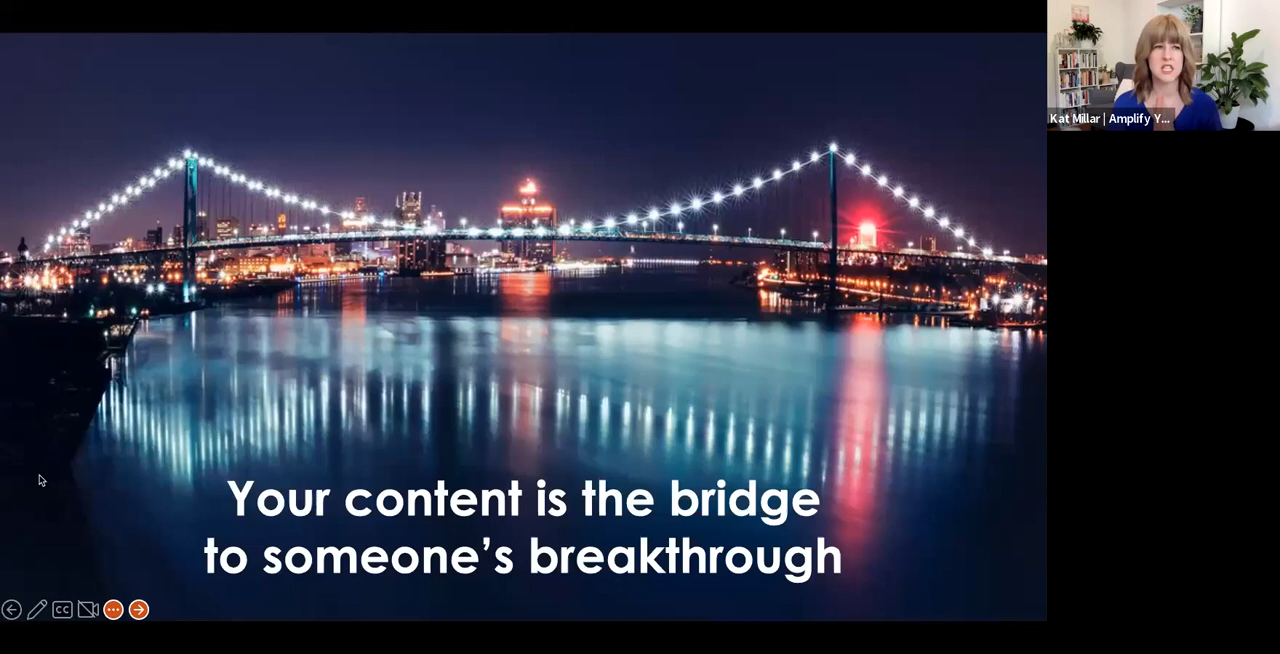 Kat Millar | Amplify Y...
Your content is the bridge
to someone’s breakthrough
CC